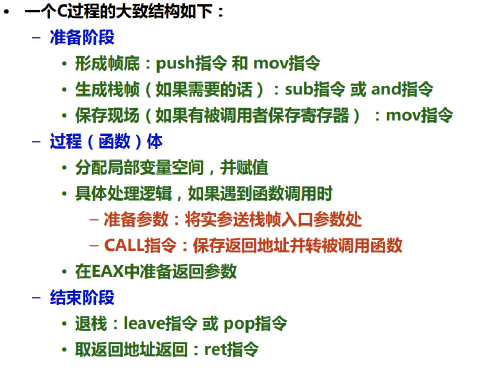 • 一个C过程的大致结构如下：
– 准备阶段
• 形成帧底：push指令 和 mov指令
• 生成栈帧（如果需要的话）：sub指令 或 and指令
• 保存现场（如果有被调用者保存寄存器） ：mov指令
– 过程（函数）体
• 分配局部变量空间，并赋值
• 具体处理逻辑，如果遇到函数调用时
– 准备参数：将实参送栈帧入口参数处
– CALL指令：保存返回地址并转被调用函数
• 在EAX中准备返回参数
– 结束阶段
• 退栈：leave指令 或 pop指令
• 取返回地址返回：ret指令